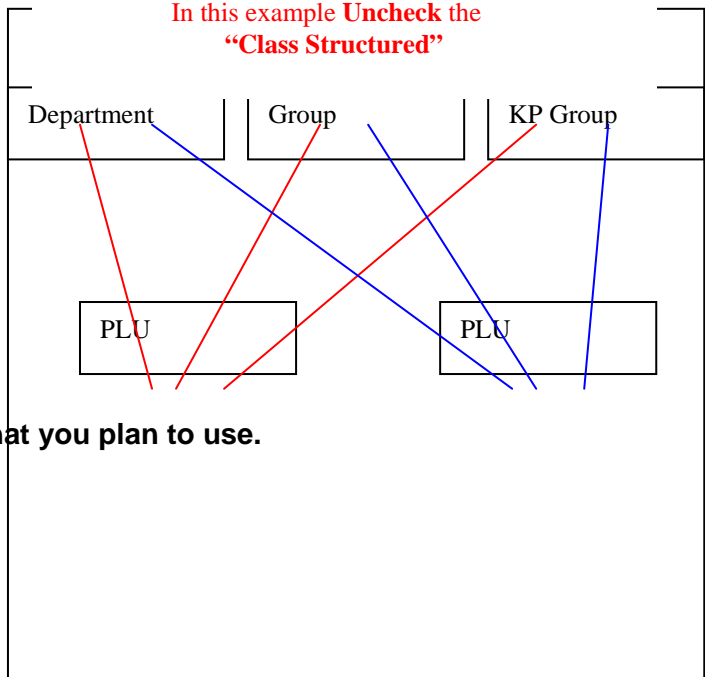 In this example Uncheck the
“Class Structured”
Department Group KP Group
PLU PLU
at you plan to use.